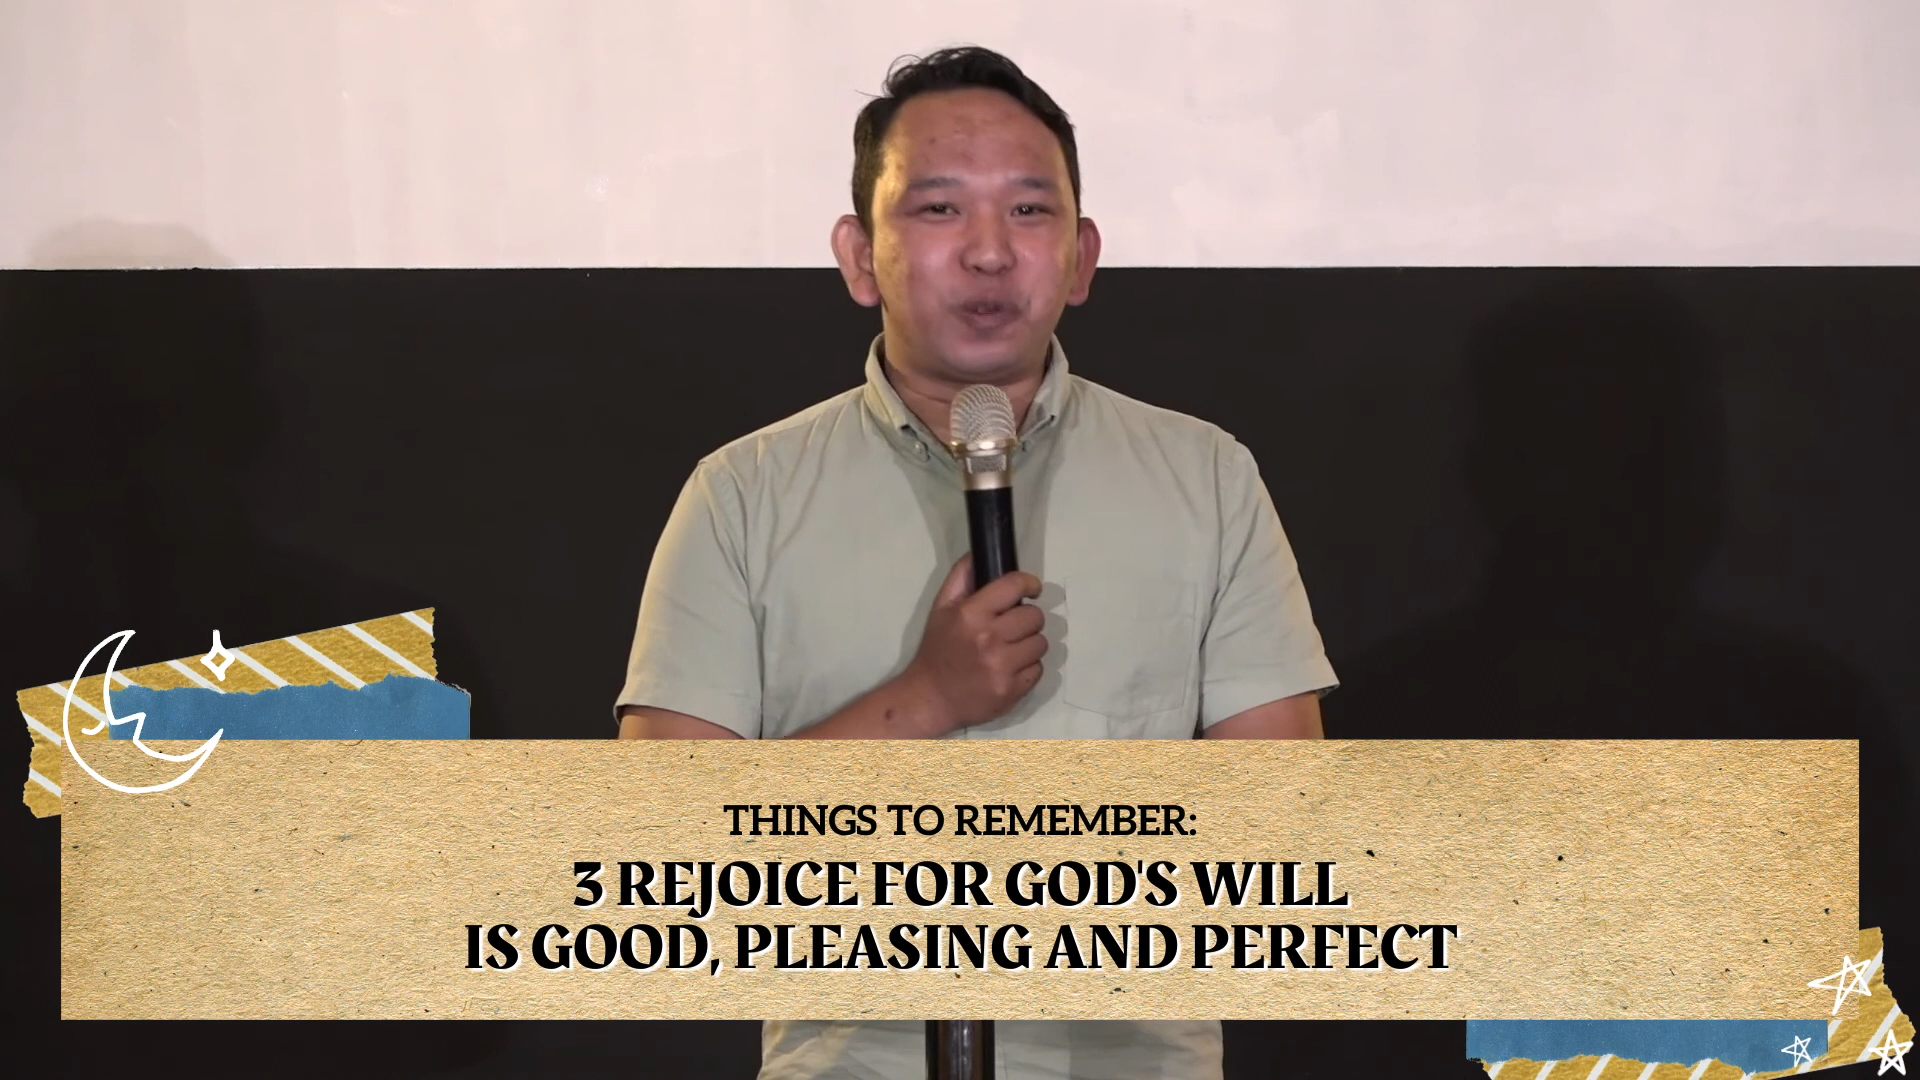 THINGS TO REMEMBER:
3 REJOICE FOR GOD'S WILL
IS GOOD, PLEASING AND PERFECT